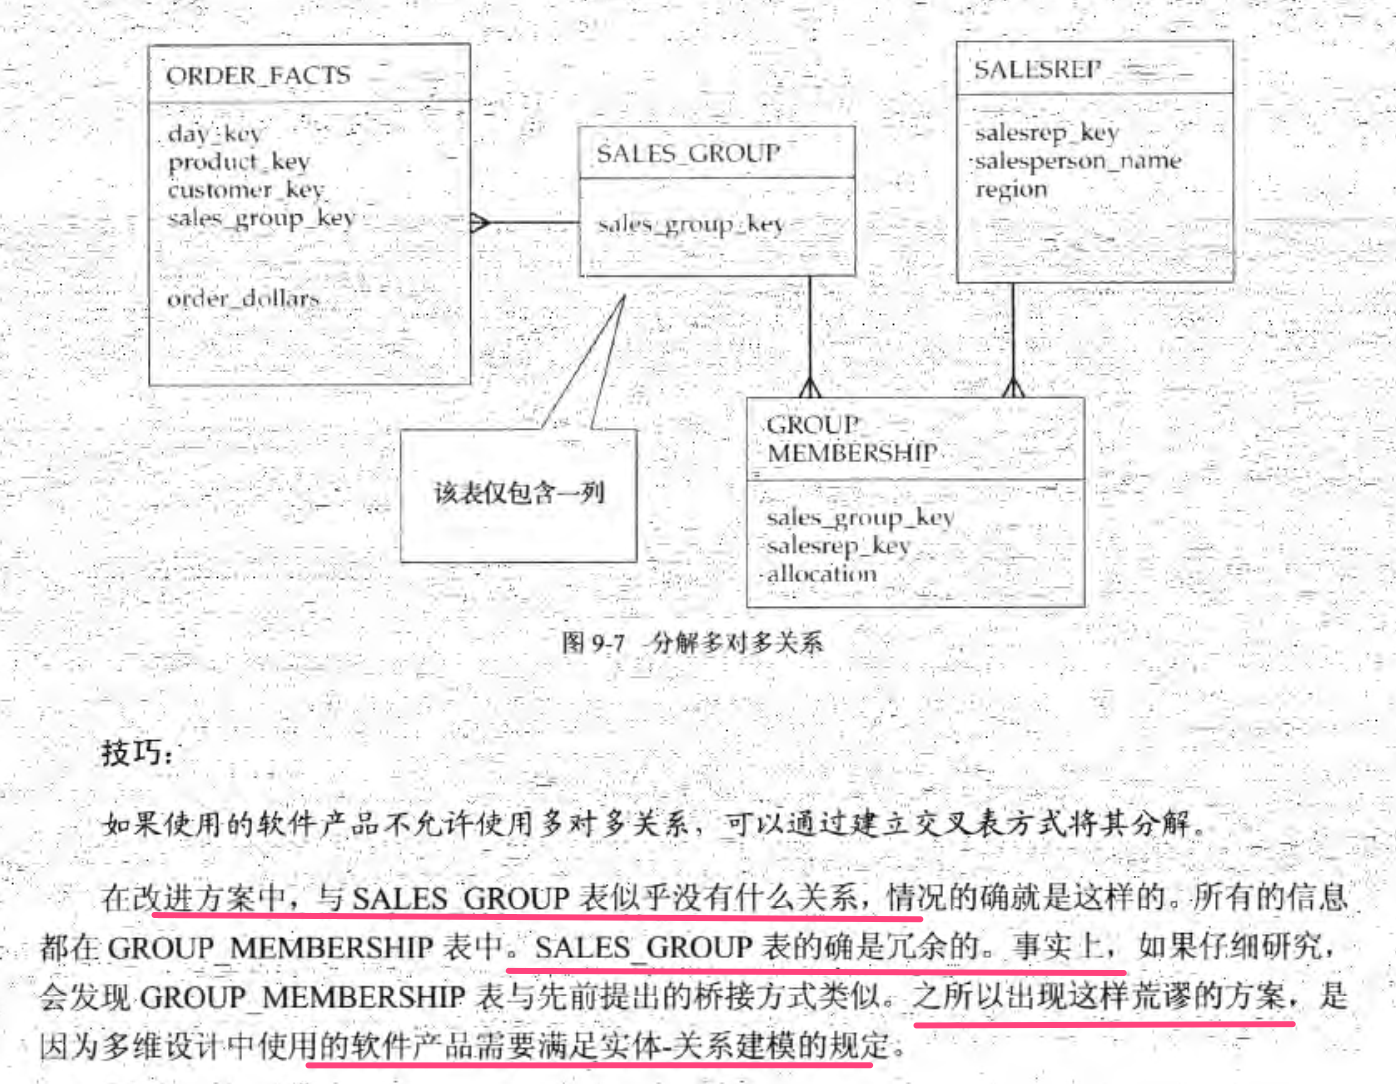 ORDER_FACTS
day_key
product_key
customer_key
sales_group_key
order_dollars
SALES_GROUP
sales_group_key
SALESREP
salesrep_key
salesperson_name
region
该表仅包含一列
GROUP_
MEMBERSHIP
sales_group_key
salesrep_key
allocation
图 9-7 分解多对多关系
技巧:
如果使用的软件产品不允许使用多对多关系，可以通过建立交叉表方式将其分解。
在改进方案中，与 SALES_GROUP 表似乎没有什么关系，情况的确就是这样的。所有的信息
都在 GROUP_MEMBERSHIP 表中。SALES_GROUP 表的确是冗余的。事实上，如果仔细研究，
会发现 GROUP_MEMBERSHIP 表与先前提出的桥接方式类似。之所以出现这样荒谬的方案，是
因为多维设计中使用的软件产品需要满足实体-关系建模的规定。